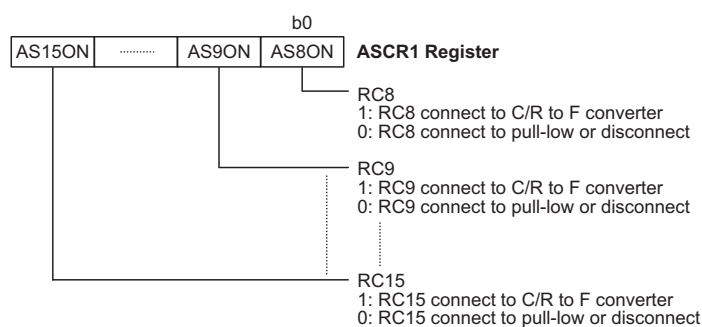 b0
AS15ON ............ AS9ON AS8ON ASCR1 Register
RC8
1: RC8 connect to C/R to F converter
0: RC8 connect to pull-low or disconnect
RC9
1: RC9 connect to C/R to F converter
0: RC9 connect to pull-low or disconnect
RC15
1: RC15 connect to C/R to F converter
0: RC15 connect to pull-low or disconnect